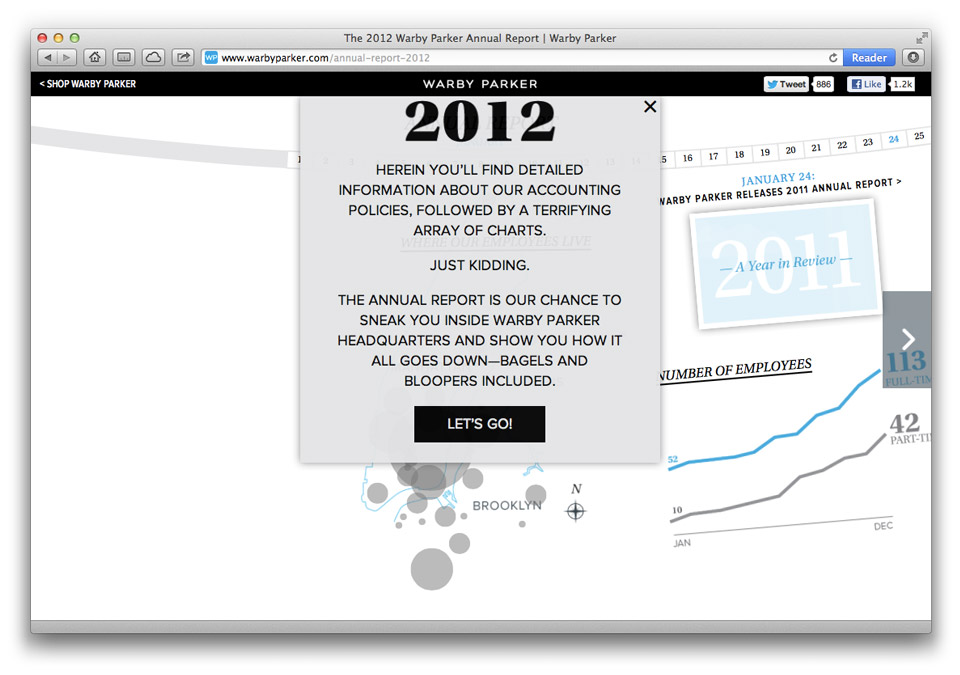 The 2012 Warby Parker Annual Report | Warby Parker
WP www.warbyparker.com/annual-report-2012
Reader
< SHOP WARBY PARKER
WARBY PARKER
Tweet 886
Like 1.2k
2012
HEREIN YOU'LL FIND DETAILED
INFORMATION ABOUT OUR ACCOUNTING
POLICIES, FOLLOWED BY A TERRIFYING
ARRAY OF CHARTS.
WHERE OUR EMPLOYEES LIVE
JUST KIDDING.
THE ANNUAL REPORT IS OUR CHANCE TO
SNEAK YOU INSIDE WARBY PARKER
HEADQUARTERS AND SHOW YOU HOW IT
ALL GOES DOWN—BAGELS AND
BLOOPERS INCLUDED.
LET'S GO!
BROOKLYN
N
16 17 18 19 20 21 22 23 24 25
JANUARY 24:
WARBY PARKER RELEASES 2011 ANNUAL REPORT >
2011
— A Year in Review —
NUMBER OF EMPLOYEES
113
FULL-TIM
42
PART-TI
52
10
JAN
DEC